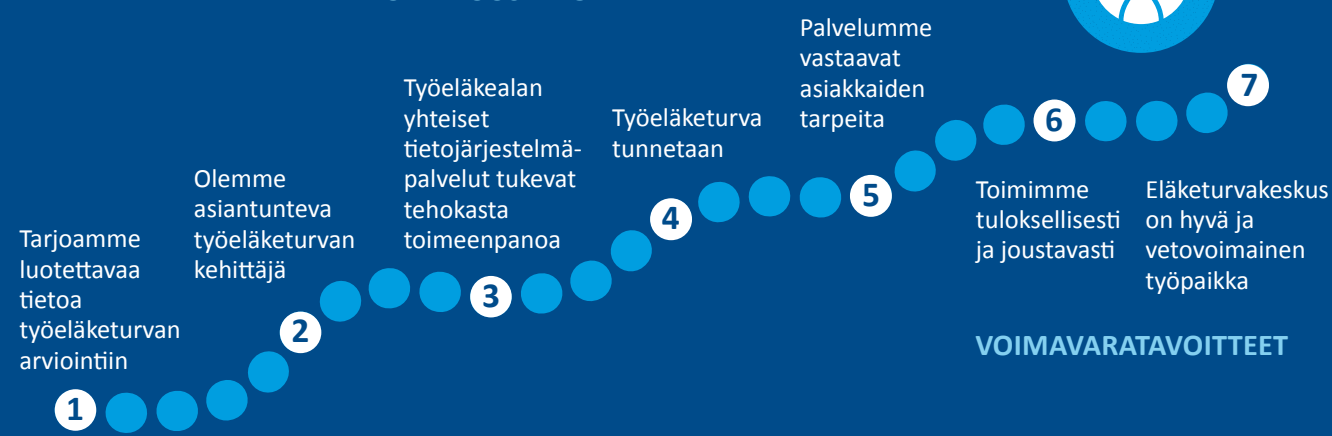 Tarjoamme
luotettavaa
tietoa
työeläketurvan
arviointiin
1
Olemme
asiantunteva
työeläketurvan
kehittäjä
2
Työeläkealan
yhteiset
tietojärjestelmä-
palvelut tukevat
tehokasta
toimeenpanoa
3
Työeläketurva
tunnetaan
4
Palvelumme
vastaavat
asiakkaiden
tarpeita
5
6
Toimimme
tuloksellisesti
ja joustavasti
7
Eläketurvakeskus
on hyvä ja
vetovoimainen
työpaikka
VOIMAVARATAVOITTEET